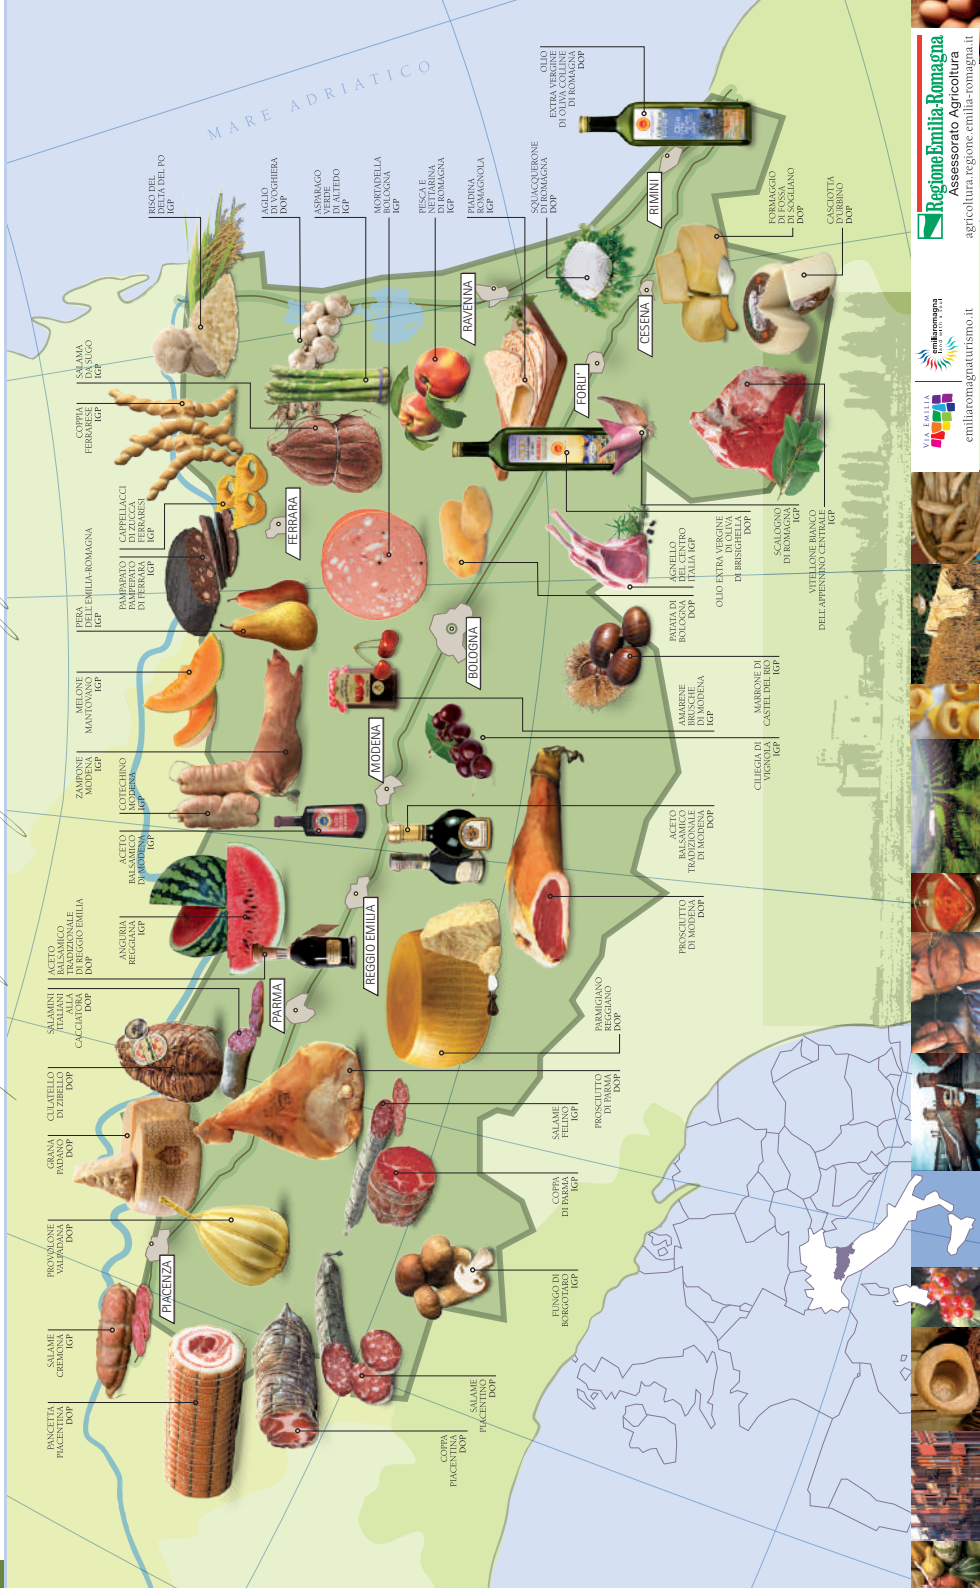 PANCETTA
PIACENTINA
DOP
SALAME
CREMONA
IGP
PROVOLONE
VALPADANA
DOP
GRANA
PADANO
DOP
CULATELLO
DI ZIBELLO
DOP
SALAMINI
ITALIANI
ALLA
CACCIATORA
DOP
ACETO
BALSAMICO
TRADIZIONALE
DI REGGIO EMILIA
DOP
ANGURIA
REGGIANA
IGP
ACETO
BALSAMICO
DI MODENA
IGP
COTECHINO
MODENA
IGP
ZAMPONE
MODENA
IGP
MELONE
MANTOVANO
IGP
PERA
DELL'EMILIA-ROMAGNA
IGP
PAMPAPATO
PAMPEPATO
DI FERRARA
IGP
CAPPELLACCI
DI ZUCCA
FERRARESI
IGP
COPPIA
FERRARESE
IGP
SALAMA
DA SUGO
IGP
RISO DEL
DELTA DEL PO
IGP
AGLIO
DI VOGHIERA
DOP
ASPARAGO
VERDE
DI ALTEDO
IGP
MORTADELLA
BOLOGNA
IGP
PESCA E
NETTARINA
DI ROMAGNA
IGP
PIADINA
ROMAGNOLA
IGP
SQUACQUERONE
DI ROMAGNA
DOP
OLIO
EXTRA VERGINE
DI OLIVA COLLINE
DI ROMAGNA
DOP
MARE ADRIATICO
PIACENZA
PARMA
REGGIO EMILIA
MODENA
BOLOGNA
FERRARA
RAVENNA
FORLI'
CESENA
RIMINI
COPPA
PIACENTINA
DOP
SALAME
PIACENTINO
DOP
FUNGO DI
BORGOTARO
IGP
COPPA
DI PARMA
IGP
SALAME
FELINO
IGP
PROSCIUTTO
DI PARMA
DOP
PARMIGIANO
REGGIANO
DOP
PROSCIUTTO
DI MODENA
DOP
ACETO
BALSAMICO
TRADIZIONALE
DI MODENA
DOP
CILIEGIA DI
VIGNOLA
IGP
AMARENE
BRUSCHE
DI MODENA
IGP
MARRONE DI
CASTEL DEL RIO
IGP
PATATA DI
BOLOGNA
DOP
AGNELLO
DEL CENTRO
ITALIA IGP
OLIO EXTRA VERGINE
DI OLIVA
DI BRISIGHELLA
DOP
SCALOGNO
DI ROMAGNA
IGP
VITELLONE BIANCO
DELL'APPENNINO CENTRALE
IGP
FORMAGGIO
DI FOSSA
DI SOGLIANO
DOP
CASCIOTTA
D'URBINO
DOP
VIA EMILIA
emiliaromagna
land with a soul
emiliaromagnaturismo.it
RegioneEmilia-Romagna
Assessorato Agricoltura
agricoltura.regione.emilia-romagna.it